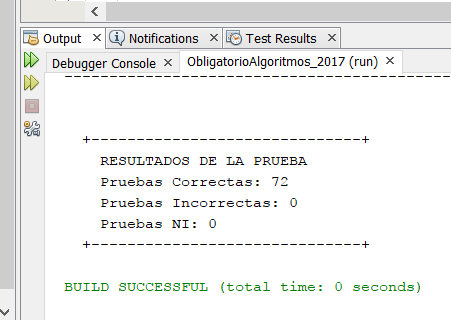 Output
Notifications
Test Results
Debugger Console
ObligatorioAlgoritmos_2017 (run)
-------------------------------------------
+------------------------------+
RESULTADOS DE LA PRUEBA
Pruebas Correctas: 72
Pruebas Incorrectas: 0
Pruebas NI: 0
+------------------------------+
BUILD SUCCESSFUL (total time: 0 seconds)